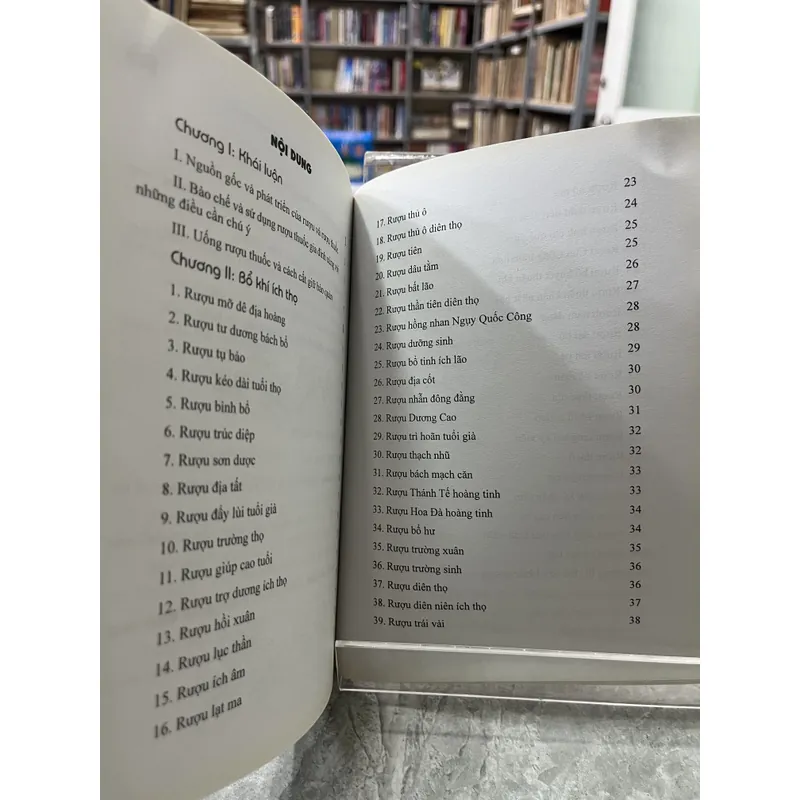 NỘI DUNG
Chương I: Khái luận
I. Nguồn gốc và phát triển của rượu và rượu thuốc
II. Bào chế và sử dụng rượu thuốc gia đình
những điều cần chú ý
III. Uống rượu thuốc và cách cất giữ bảo quản
Chương II: Bổ khí ích thọ
1. Rượu mỡ dê địa hoàng
2. Rượu tư dương bách bổ
3. Rượu tụ bảo
4. Rượu kéo dài tuổi thọ
5. Rượu bình bổ
6. Rượu trúc diệp
7. Rượu sơn dược
8. Rượu địa tất
9. Rượu đẩy lùi tuổi già
10. Rượu trường thọ
11. Rượu giúp cao tuổi
12. Rượu trợ dương ích thọ
13. Rượu hồi xuân
14. Rượu lục thần
15. Rượu ích âm
16. Rượu lạt ma
17. Rượu thủ ô 23
18. Rượu thủ ô diên thọ 24
19. Rượu tiên 25
20. Rượu dâu tằm 25
21. Rượu bất lão 26
22. Rượu thần tiên diên thọ 27
23. Rượu hồng nhan Ngụy Quốc Công 28
24. Rượu dưỡng sinh 28
25. Rượu bổ tinh ích lão 29
26. Rượu địa cốt 30
27. Rượu nhẫn đông đằng 30
28. Rượu Dương Cao 31
29. Rượu trì hoãn tuổi già 32
30. Rượu thạch nhũ 32
31. Rượu bách mạch căn 33
32. Rượu Thánh Tế hoàng tinh 33
33. Rượu Hoa Đà hoàng tinh 34
34. Rượu bổ hư 34
35. Rượu trường xuân 35
36. Rượu trường sinh 36
37. Rượu diên thọ 36
38. Rượu diên niên ích thọ 37
39. Rượu trái vải 38